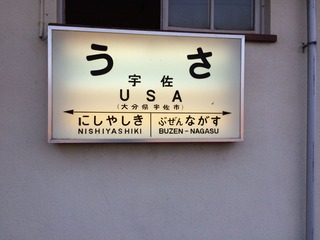 うさ
宇佐
USA
(大分県宇佐市)
にしやしき ぶぜんながす
NISHIYASHIKI BUZEN-NAGASU